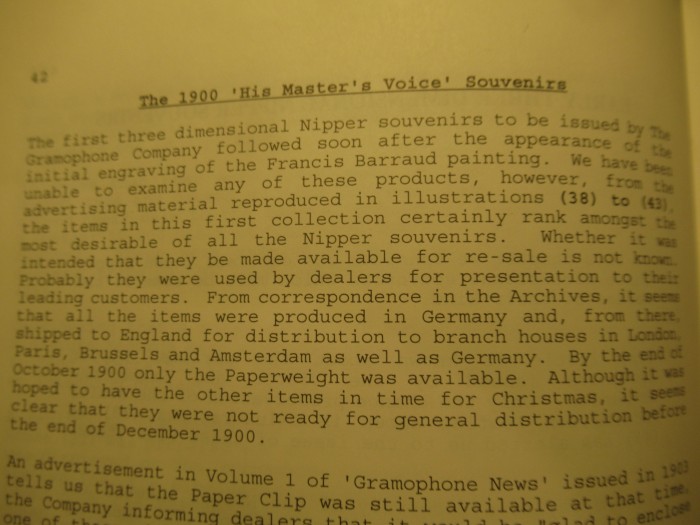 42
The 1900 'His Master's Voice' Souvenirs
The first three dimensional Nipper souvenirs to be issued by The
Gramophone Company followed soon after the appearance of the
initial engraving of the Francis Barraud painting. We have been
unable to examine any of these products, however, from the
advertising material reproduced in illustrations (38) to (43),
the items in this first collection certainly rank amongst the
most desirable of all the Nipper souvenirs. Whether it was
intended that they be made available for re-sale is not known.
Probably they were used by dealers for presentation to their
leading customers. From correspondence in the Archives, it seems
that all the items were produced in Germany and, from there,
shipped to England for distribution to branch houses in London,
Paris, Brussels and Amsterdam as well as Germany. By the end of
October 1900 only the Paperweight was available. Although it was
hoped to have the other items in time for Christmas, it seems
clear that they were not ready for general distribution before
the end of December 1900.
An advertisement in Volume 1 of 'Gramophone News' issued in 1903
tells us that the Paper Clip was still available at that time,
the Company informing dealers that it would be glad to enclose
one of